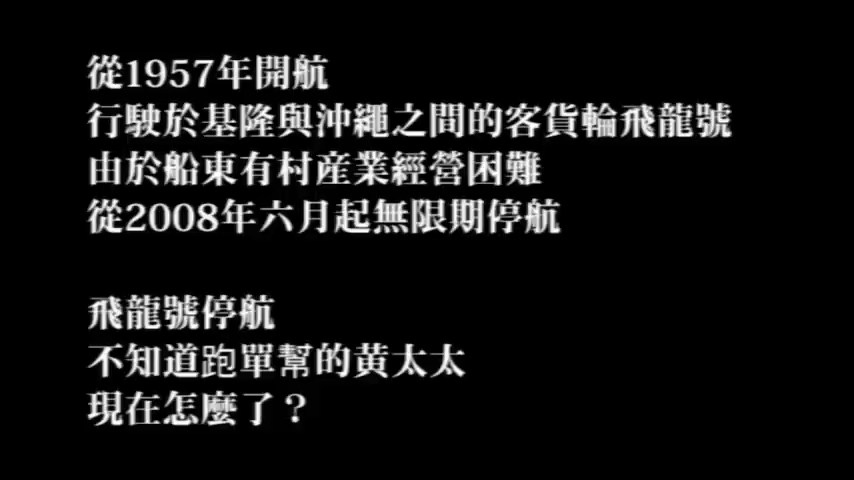 從1957年開航
行駛於基隆與沖繩之間的客貨輪飛龍號
由於船東有村産業經營困難
從2008年六月起無限期停航
飛龍號停航
不知道跑單幫的黃太太
現在怎麼了？